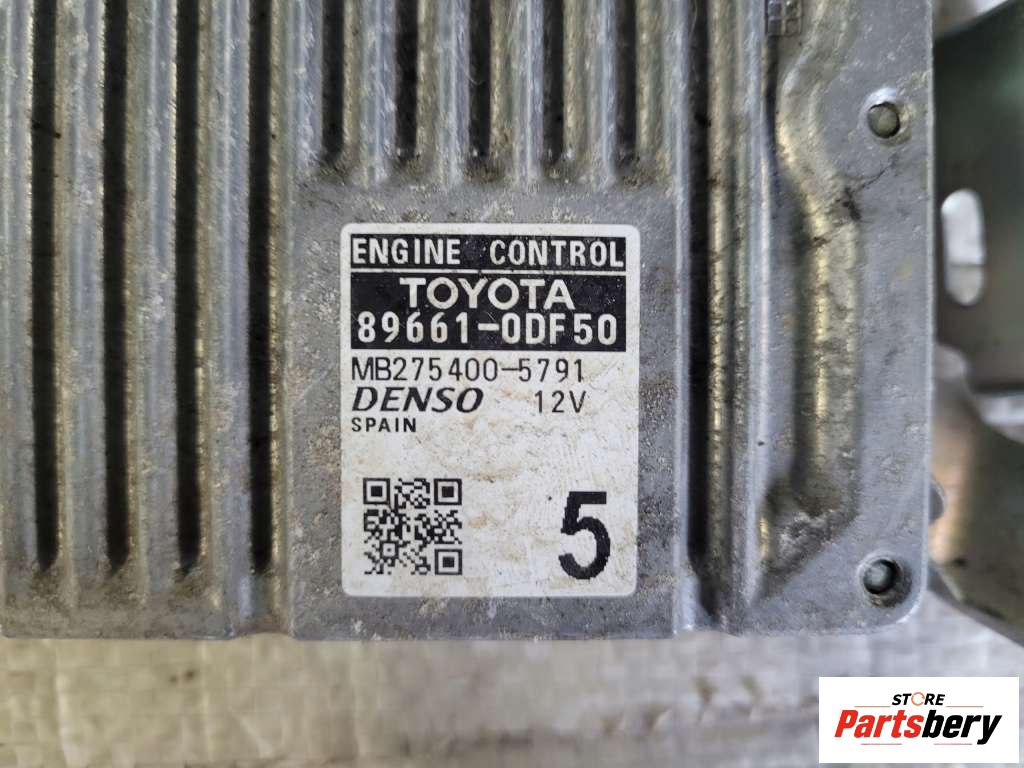 ENGINE CONTROL
TOYOTA
89661-0DF50
MB275400-5791
DENSO 12V
SPAIN
5
STORE
Partsbery